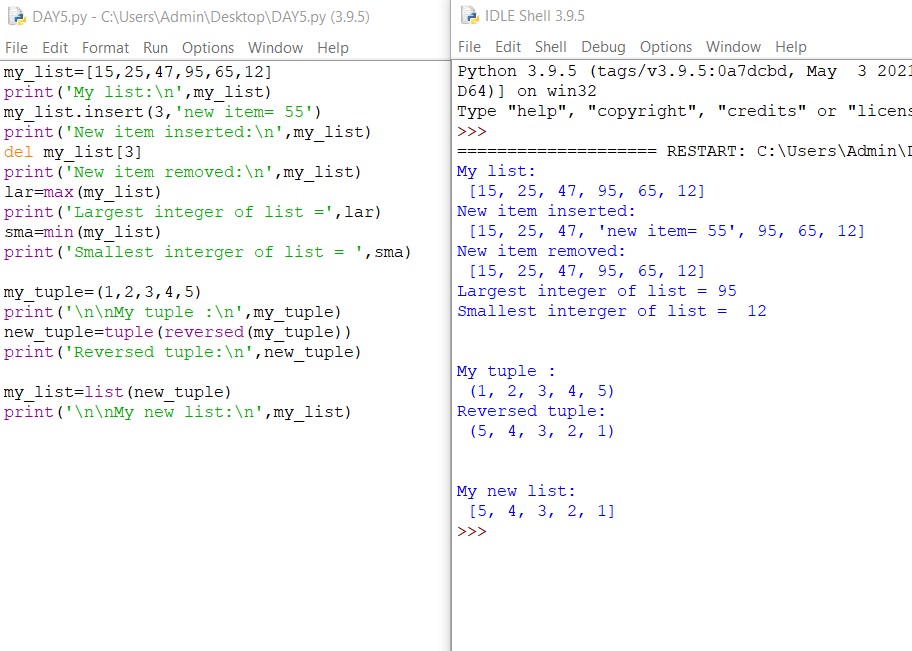 DAY5.py - C:\Users\Admin\Desktop\DAY5.py (3.9.5)
File Edit Format Run Options Window Help
my_list=[15,25,47,95,65,12]
print('My list:\n',my_list)
my_list.insert(3,'new item= 55')
print('New item inserted:\n',my_list)
del my_list[3]
print('New item removed:\n',my_list)
lar=max(my_list)
print('Largest integer of list =',lar)
sma=min(my_list)
print('Smallest interger of list = ',sma)
my_tuple=(1,2,3,4,5)
print('\n\nMy tuple :\n',my_tuple)
new_tuple=tuple(reversed(my_tuple))
print('Reversed tuple:\n',new_tuple)
my_list=list(new_tuple)
print('\n\nMy new list:\n',my_list)
IDLE Shell 3.9.5
File Edit Shell Debug Options Window Help
Python 3.9.5 (tags/v3.9.5:0a7dcbd, May  3 2021
D64)] on win32
Type "help", "copyright", "credits" or "licens
>>>
==================== RESTART: C:\Users\Admin\D
My list:
 [15, 25, 47, 95, 65, 12]
New item inserted:
 [15, 25, 47, 'new item= 55', 95, 65, 12]
New item removed:
 [15, 25, 47, 95, 65, 12]
Largest integer of list = 95
Smallest interger of list =  12
My tuple :
 (1, 2, 3, 4, 5)
Reversed tuple:
 (5, 4, 3, 2, 1)
My new list:
 [5, 4, 3, 2, 1]
>>>